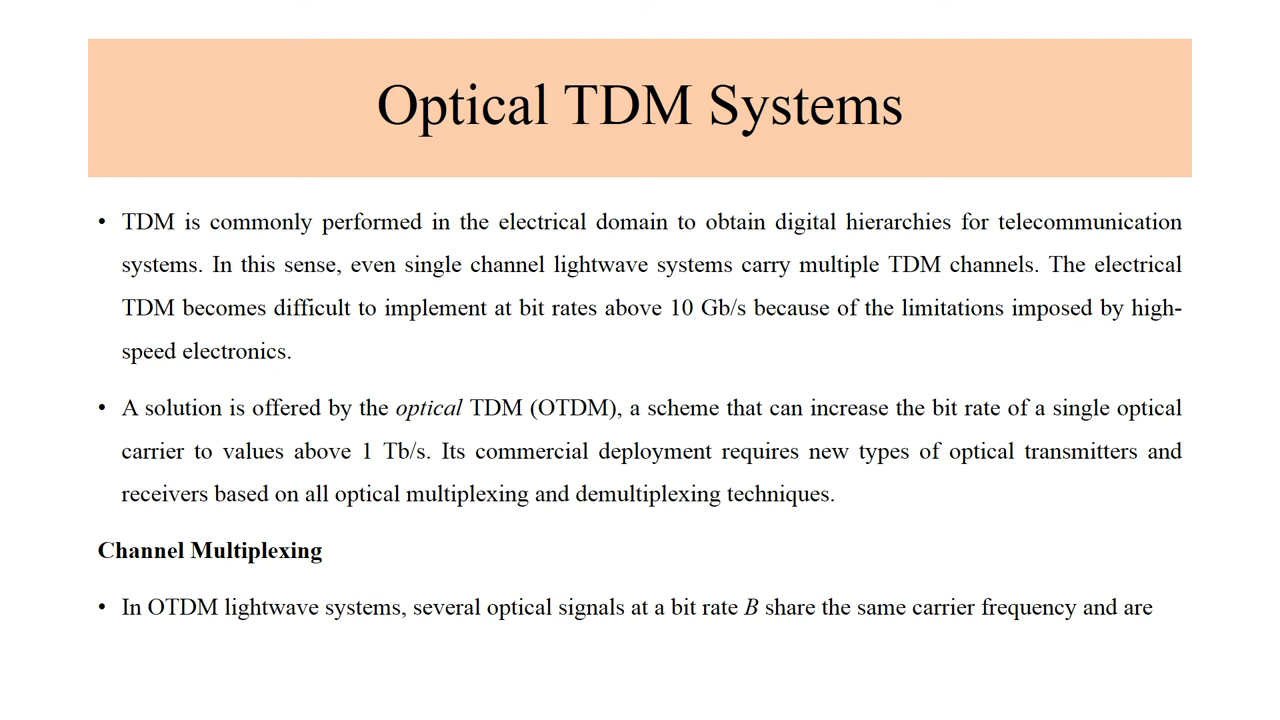 Optical TDM Systems
• TDM is commonly performed in the electrical domain to obtain digital hierarchies for telecommunication
systems. In this sense, even single channel lightwave systems carry multiple TDM channels. The electrical
TDM becomes difficult to implement at bit rates above 10 Gb/s because of the limitations imposed by high-
speed electronics.
• A solution is offered by the optical TDM (OTDM), a scheme that can increase the bit rate of a single optical
carrier to values above 1 Tb/s. Its commercial deployment requires new types of optical transmitters and
receivers based on all optical multiplexing and demultiplexing techniques.
Channel Multiplexing
• In OTDM lightwave systems, several optical signals at a bit rate B share the same carrier frequency and are